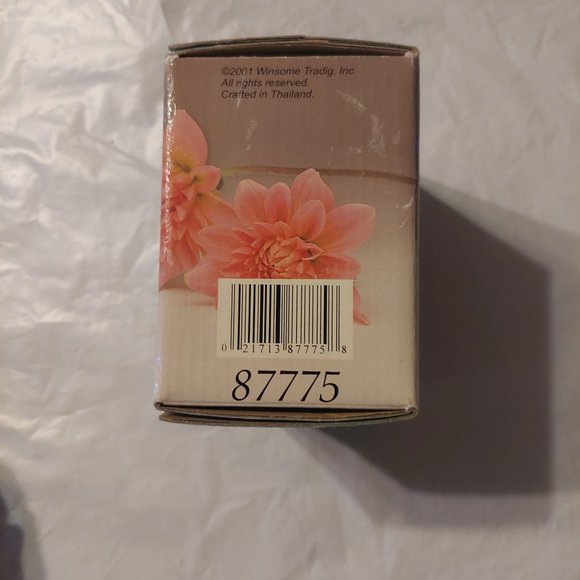 ©2001 Winsome Tradig, Inc.
All rights reserved.
Crafted In Thailand.
0 21713 87775 8
87775